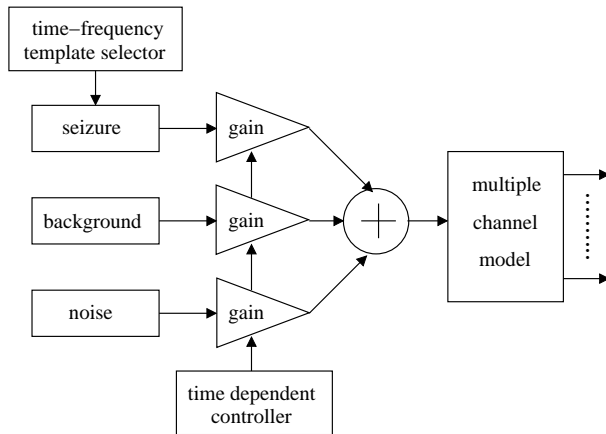 time−frequency
template selector
seizure
gain
background
gain
noise
gain
time dependent
controller
multiple
channel
model